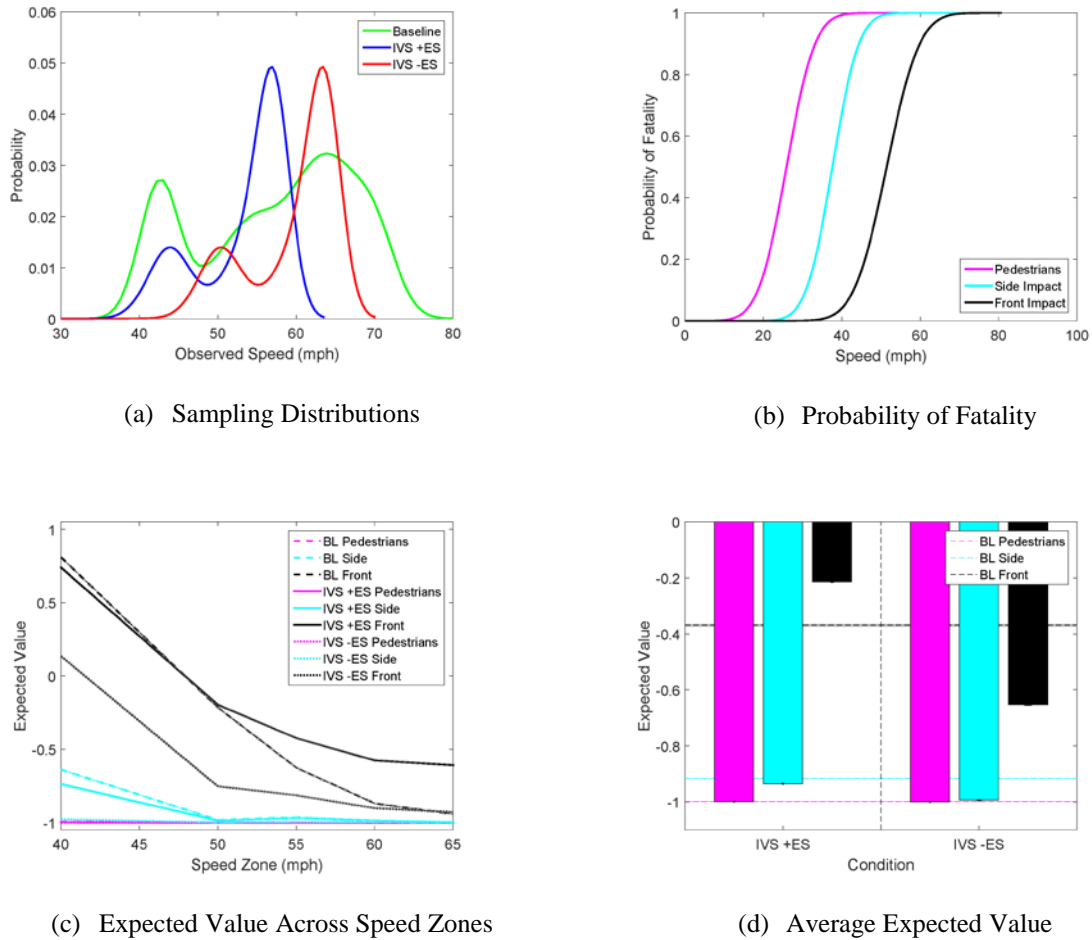 0.06
0.05
0.04
0.03
0.02
0.01
0
Probability
30 40 50 60 70 80
Observed Speed (mph)
Baseline
IVS +ES
IVS -ES
(a) Sampling Distributions
1
0.8
0.6
0.4
0.2
0
Probability of Fatality
0 20 40 60 80 100
Speed (mph)
Pedestrians
Side Impact
Front Impact
(b) Probability of Fatality
1
0.5
0
-0.5
-1
Expected Value
40 45 50 55 60 65
Speed Zone (mph)
BL Pedestrians
BL Side
BL Front
IVS +ES Pedestrians
IVS +ES Side
IVS +ES Front
IVS -ES Pedestrians
IVS -ES Side
IVS -ES Front
(c) Expected Value Across Speed Zones
0
-0.2
-0.4
-0.6
-0.8
-1
Expected Value
IVS +ES IVS -ES
Condition
BL Pedestrians
BL Side
BL Front
(d) Average Expected Value